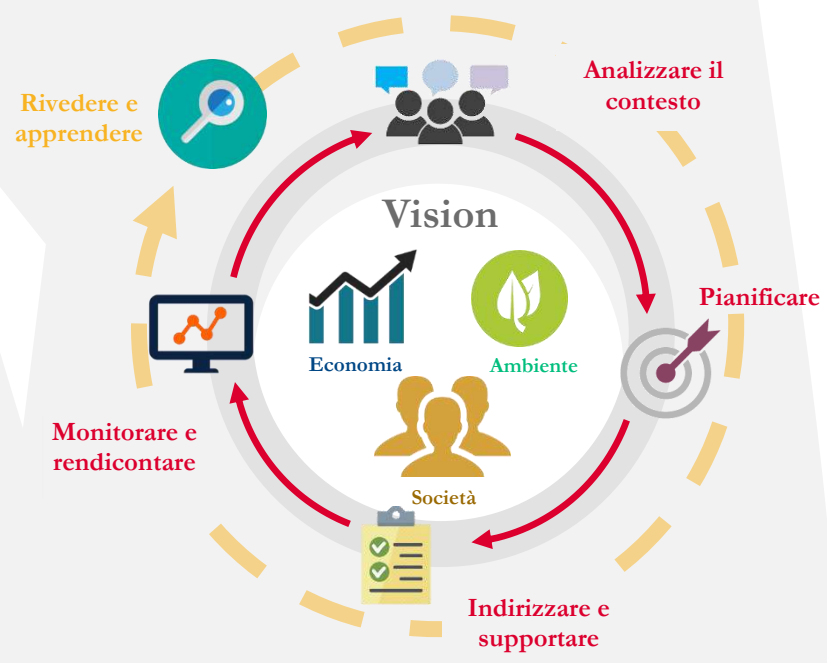 Analizzare il
contesto
Rivedere e
apprendere
Vision
Pianificare
Economia
Ambiente
Monitorare e
rendicontare
Società
Indirizzare e
supportare